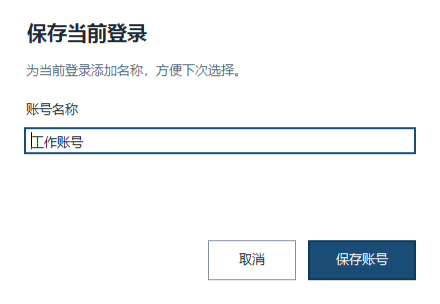 保存当前登录
为当前登录添加名称，方便下次选择。
账号名称
工作账号
取消
保存账号